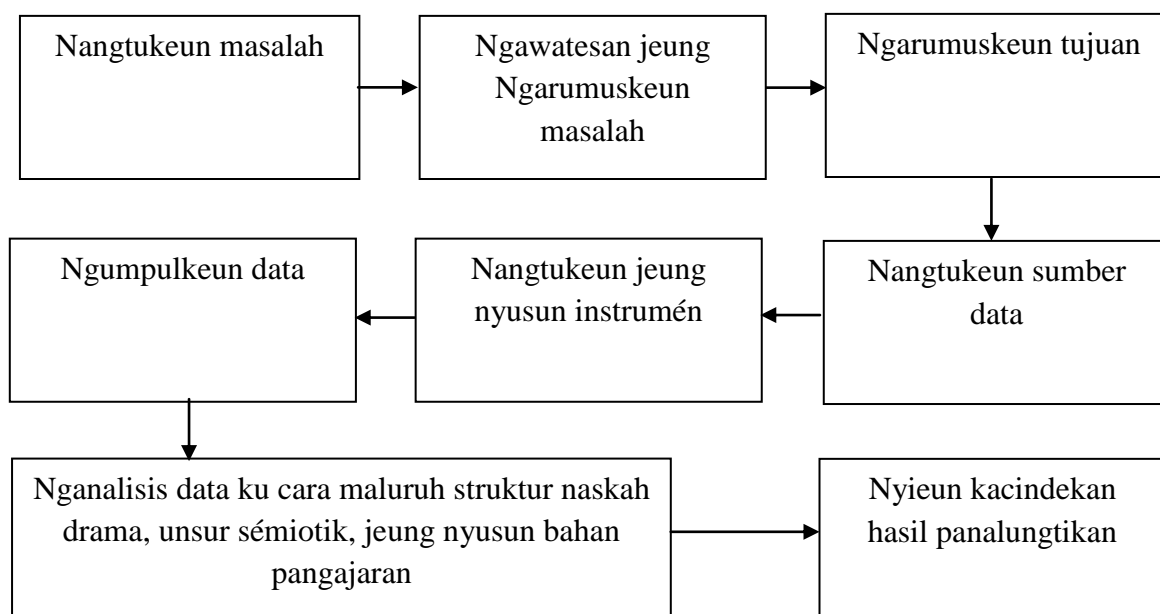 Nangtukeun masalah
Ngawatesan jeung
Ngarumuskeun
masalah
Ngarumuskeun tujuan
Nangtukeun sumber
data
Nangtukeun jeung
nyusun instrumén
Ngumpulkeun data
Nganalisis data ku cara maluruh struktur naskah
drama, unsur sémiotik, jeung nyusun bahan
pangajaran
Nyieun kacindekan
hasil panalungtikan